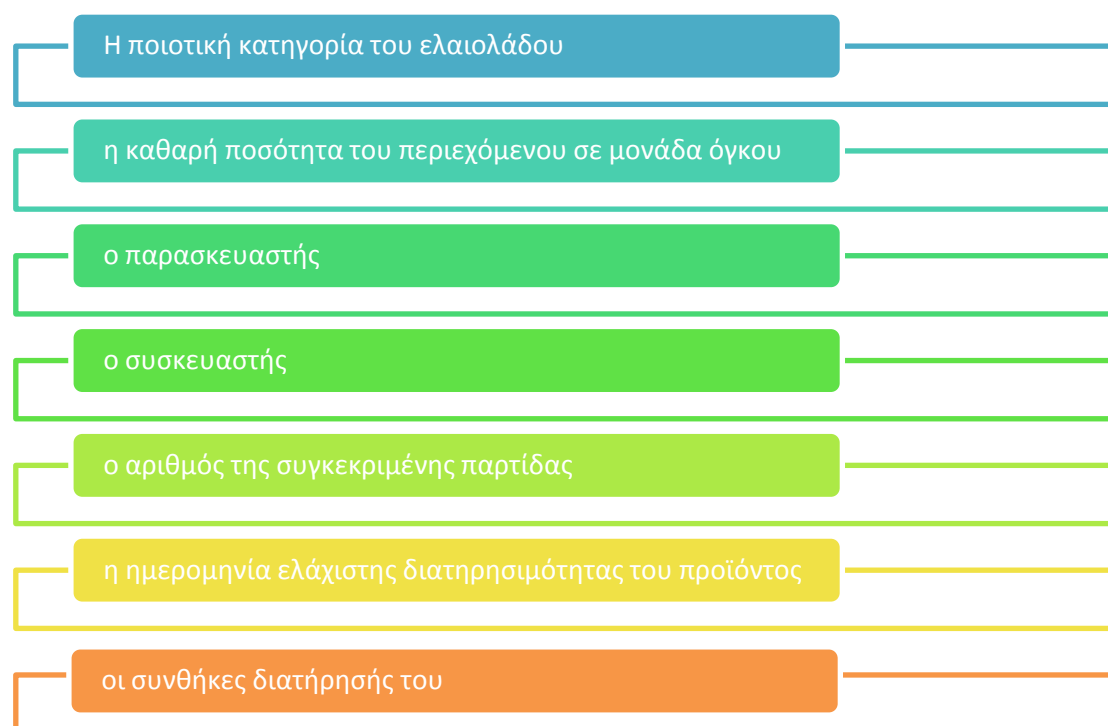 Η ποιοτική κατηγορία του ελαιολάδου
η καθαρή ποσότητα του περιεχόμενου σε μονάδα όγκου
ο παρασκευαστής
ο συσκευαστής
ο αριθμός της συγκεκριμένης παρτίδας
η ημερομηνία ελάχιστης διατηρησιμότητας του προϊόντος
οι συνθήκες διατήρησής του